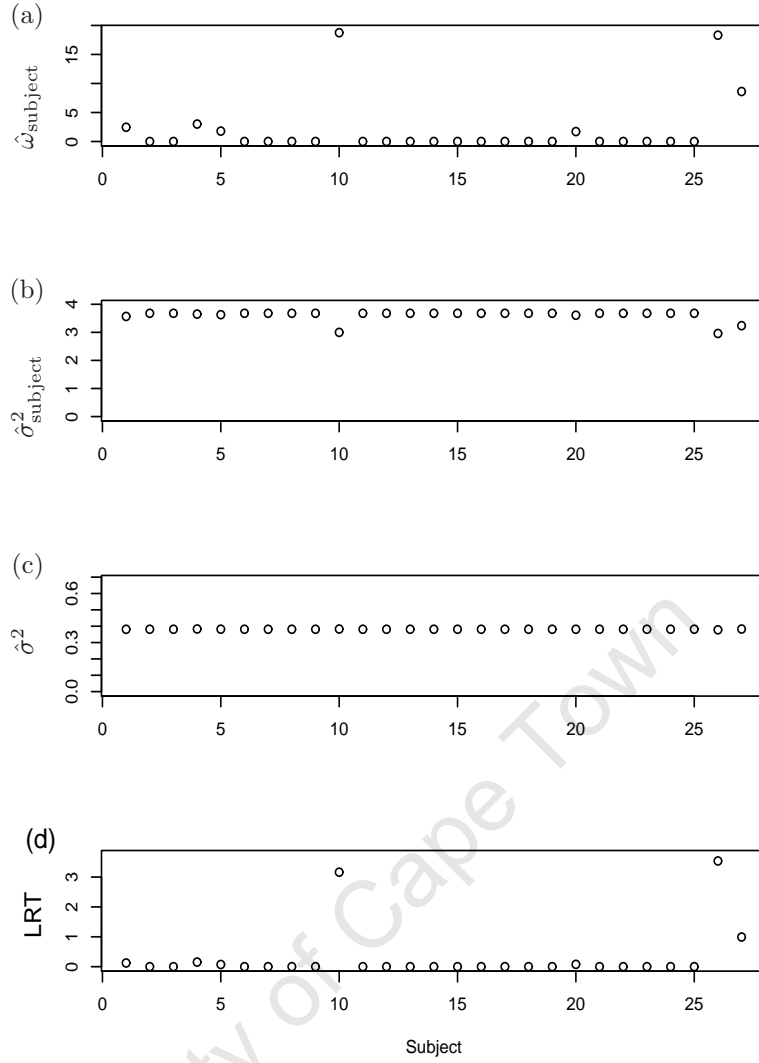 (a)
ω̂subject
0 5 15
0 5 10 15 20 25
(b)
σ̂²subject
0 1 2 3 4
0 5 10 15 20 25
(c)
σ̂²
0.0 0.3 0.6
0 5 10 15 20 25
(d)
LRT
0 1 2 3
0 5 10 15 20 25
Subject
ty of Cape Town